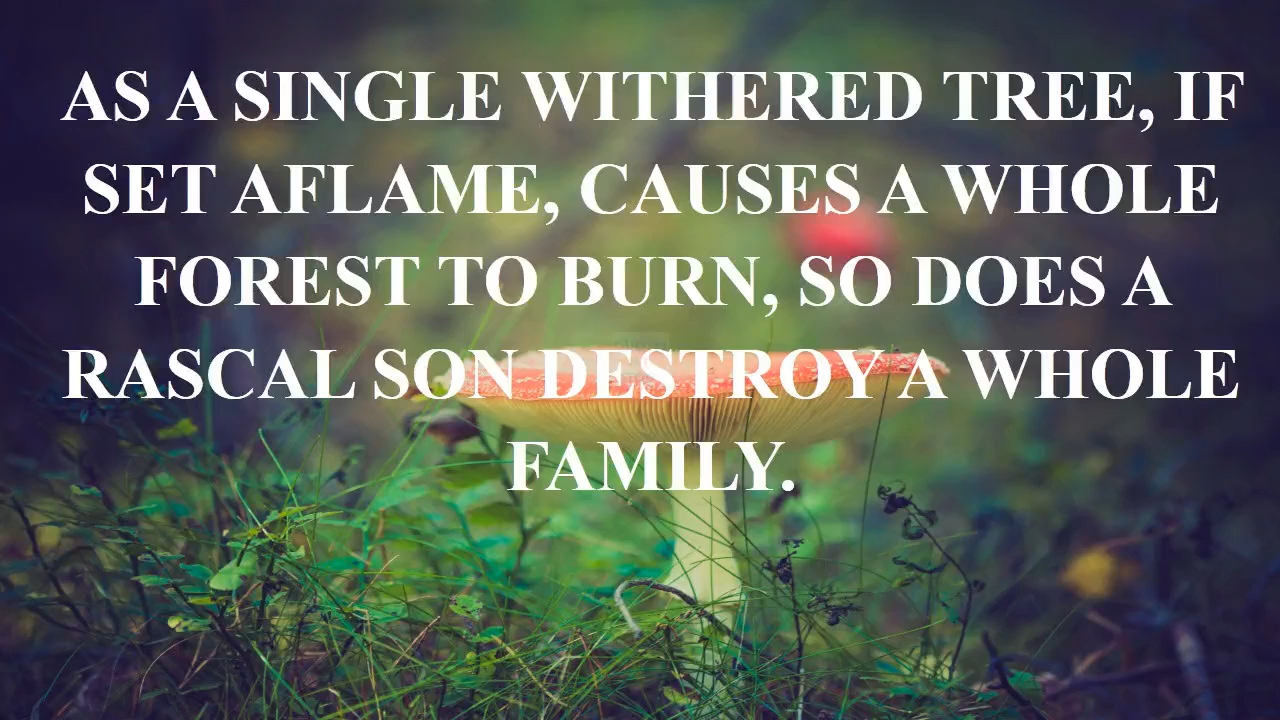 AS A SINGLE WITHERED TREE, IF
SET AFLAME, CAUSES A WHOLE
FOREST TO BURN, SO DOES A
RASCAL SON DESTROY A WHOLE
FAMILY.